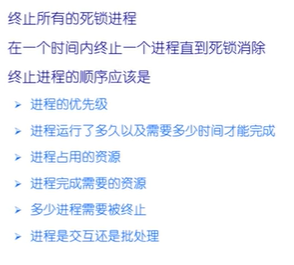 终止所有的死锁进程
在一个时间内终止一个进程直到死锁消除
终止进程的顺序应该是
进程的优先级
进程运行了多久以及需要多少时间才能完成
进程占用的资源
进程完成需要的资源
多少进程需要被终止
进程是交互还是批处理